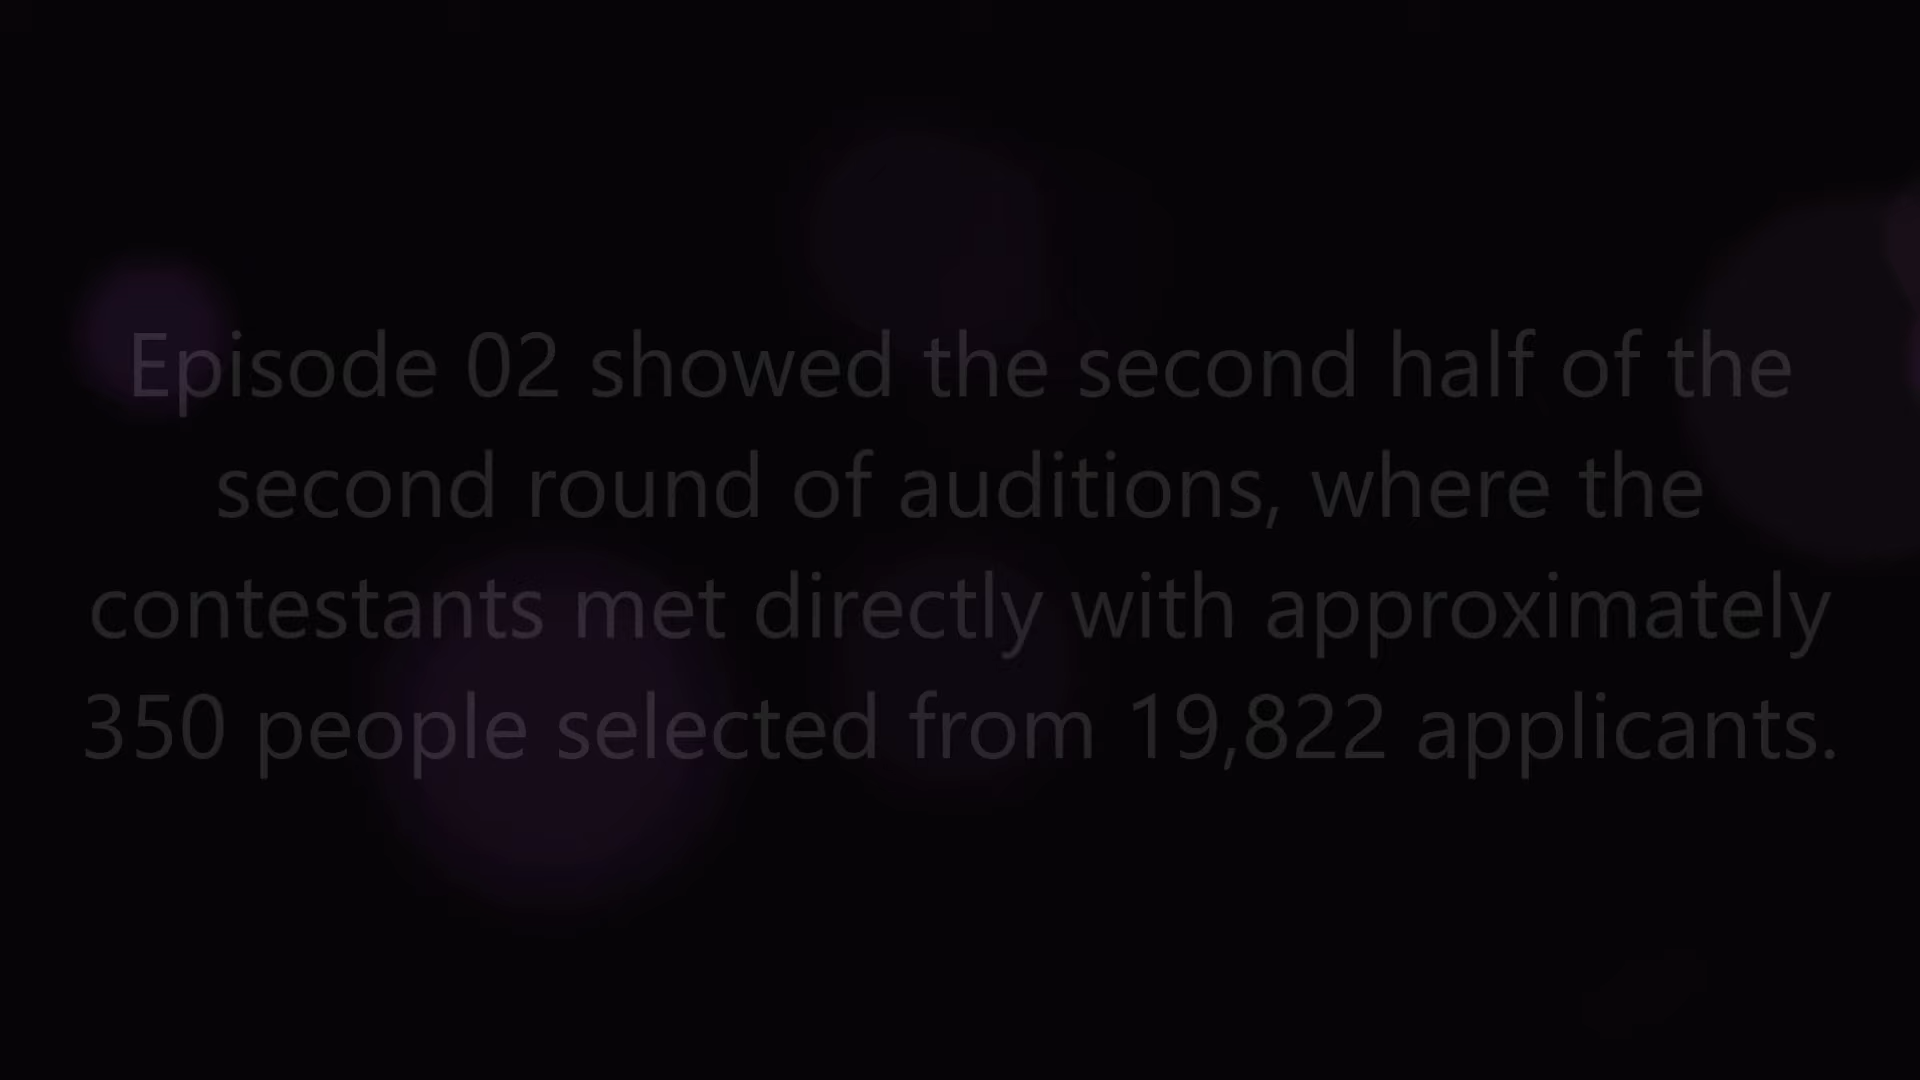 Episode 02 showed the second half of the
second round of auditions, where the
contestants met directly with approximately
350 people selected from 19,822 applicants.